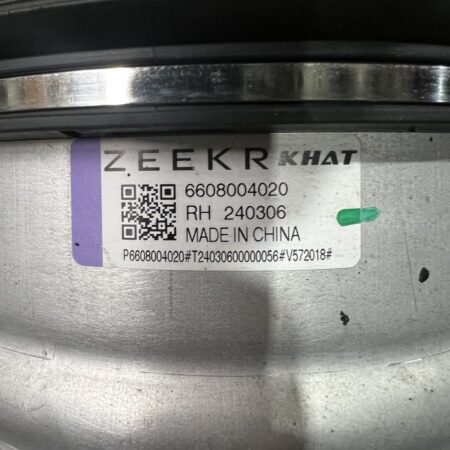 ZEEKR KHAT
6608004020
RH 240306
MADE IN CHINA
P6608004020#T24030600000056#V572018#